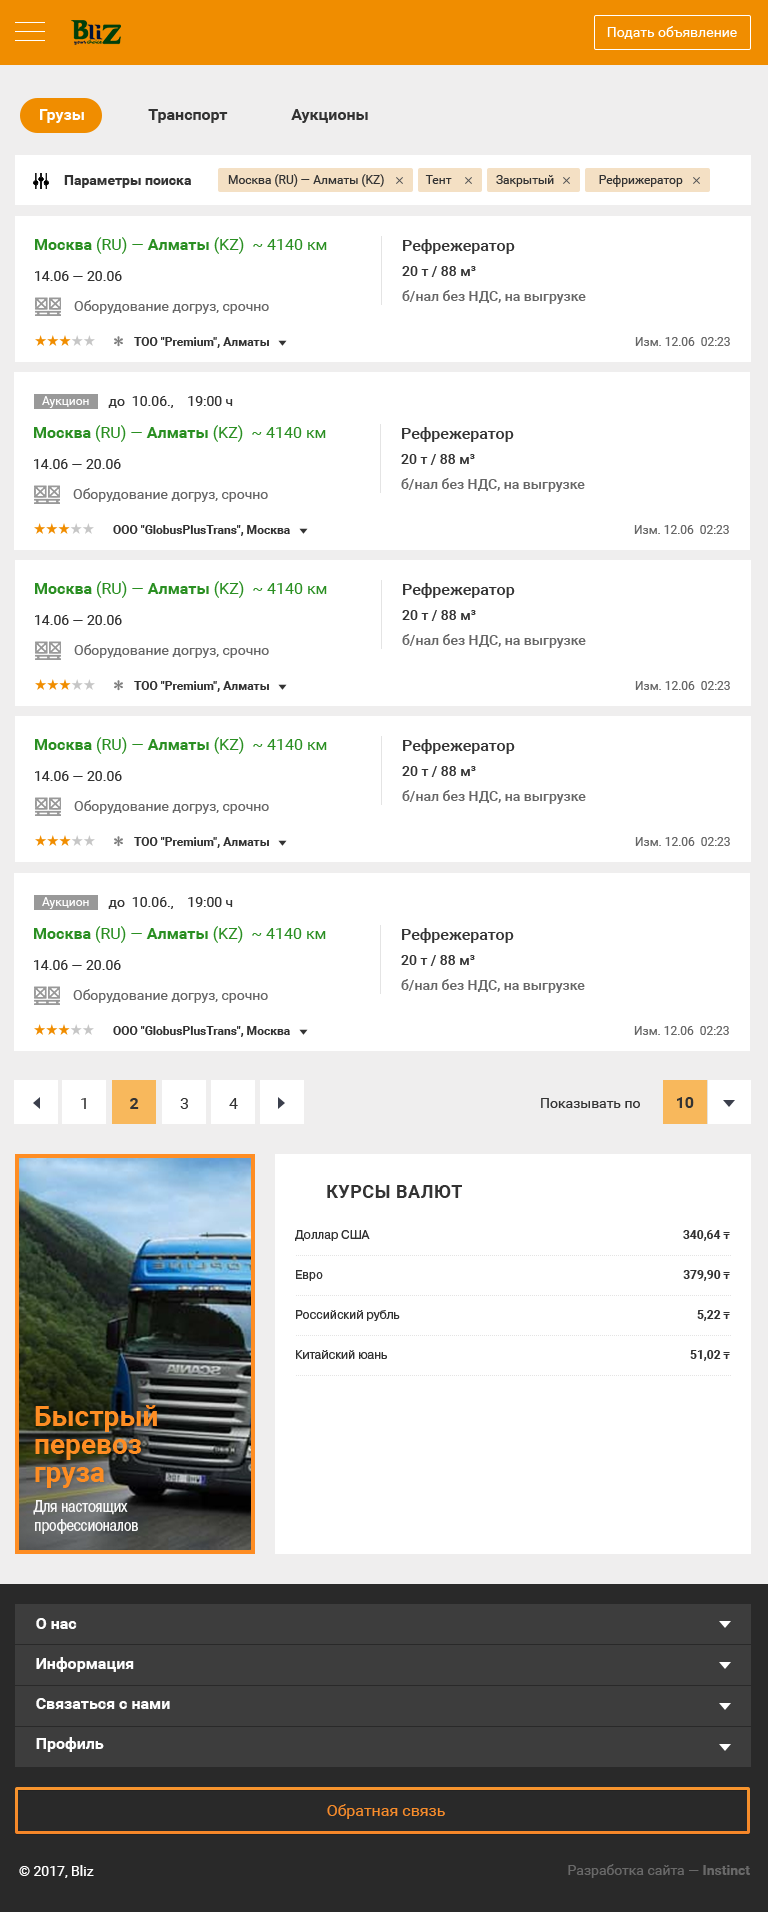 Bliz
Подать объявление
Грузы Транспорт Аукционы
Параметры поиска Москва (RU) — Алматы (KZ) × Тент × Закрытый × Рефрижератор ×
Москва (RU) — Алматы (KZ) ~ 4140 км
Рефрежератор
14.06 — 20.06
20 т / 88 м³
Оборудование догруз, срочно
б/нал без НДС, на выгрузке
ТОО "Premium", Алматы
Изм. 12.06 02:23
Аукцион до 10.06., 19:00 ч
Москва (RU) — Алматы (KZ) ~ 4140 км
Рефрежератор
14.06 — 20.06
20 т / 88 м³
Оборудование догруз, срочно
б/нал без НДС, на выгрузке
ООО "GlobusPlusTrans", Москва
Изм. 12.06 02:23
Москва (RU) — Алматы (KZ) ~ 4140 км
Рефрежератор
14.06 — 20.06
20 т / 88 м³
Оборудование догруз, срочно
б/нал без НДС, на выгрузке
ТОО "Premium", Алматы
Изм. 12.06 02:23
Москва (RU) — Алматы (KZ) ~ 4140 км
Рефрежератор
14.06 — 20.06
20 т / 88 м³
Оборудование догруз, срочно
б/нал без НДС, на выгрузке
ТОО "Premium", Алматы
Изм. 12.06 02:23
Аукцион до 10.06., 19:00 ч
Москва (RU) — Алматы (KZ) ~ 4140 км
Рефрежератор
14.06 — 20.06
20 т / 88 м³
Оборудование догруз, срочно
б/нал без НДС, на выгрузке
ООО "GlobusPlusTrans", Москва
Изм. 12.06 02:23
1 2 3 4
Показывать по 10
SCANIA
Быстрый
перевоз
груза
Для настоящих
профессионалов
КУРСЫ ВАЛЮТ
Доллар США 340,64 ₸
Евро 379,90 ₸
Российский рубль 5,22 ₸
Китайский юань 51,02 ₸
О нас
Информация
Связаться с нами
Профиль
Обратная связь
© 2017, Bliz
Разработка сайта — Instinct